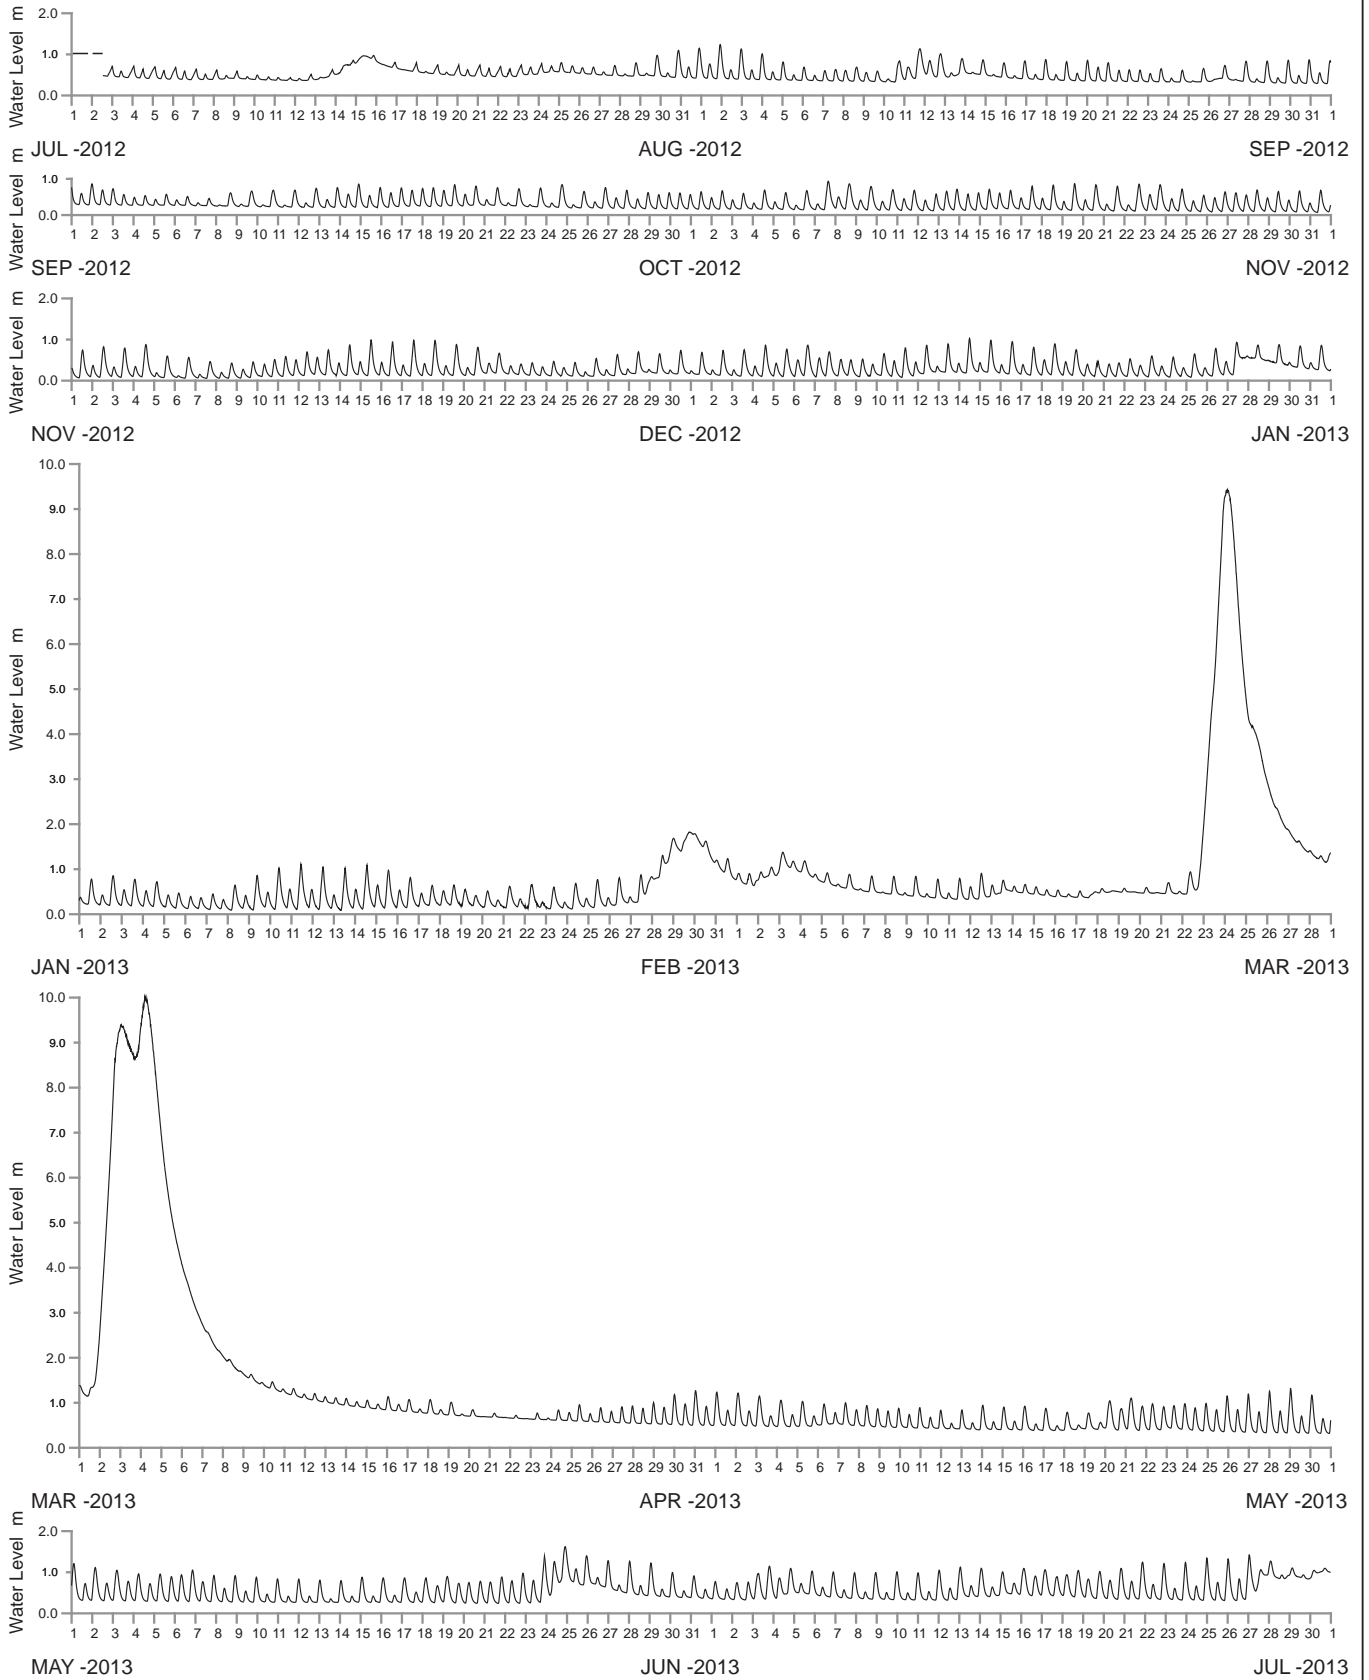 Water Level  m
2.0
1.0
0.0
1 2 3 4 5 6 7 8 9 10 11 12 13 14 15 16 17 18 19 20 21 22 23 24 25 26 27 28 29 30 31 1 2 3 4 5 6 7 8 9 10 11 12 13 14 15 16 17 18 19 20 21 22 23 24 25 26 27 28 29 30 31 1
JUL -2012 AUG -2012 SEP -2012
Water Level  m
1.0
0.0
1 2 3 4 5 6 7 8 9 10 11 12 13 14 15 16 17 18 19 20 21 22 23 24 25 26 27 28 29 30 1 2 3 4 5 6 7 8 9 10 11 12 13 14 15 16 17 18 19 20 21 22 23 24 25 26 27 28 29 30 31 1
SEP -2012 OCT -2012 NOV -2012
Water Level  m
2.0
1.0
0.0
1 2 3 4 5 6 7 8 9 10 11 12 13 14 15 16 17 18 19 20 21 22 23 24 25 26 27 28 29 30 1 2 3 4 5 6 7 8 9 10 11 12 13 14 15 16 17 18 19 20 21 22 23 24 25 26 27 28 29 30 31 1
NOV -2012 DEC -2012 JAN -2013
Water Level  m
10.0
9.0
8.0
7.0
6.0
5.0
4.0
3.0
2.0
1.0
0.0
1 2 3 4 5 6 7 8 9 10 11 12 13 14 15 16 17 18 19 20 21 22 23 24 25 26 27 28 29 30 31 1 2 3 4 5 6 7 8 9 10 11 12 13 14 15 16 17 18 19 20 21 22 23 24 25 26 27 28 1
JAN -2013 FEB -2013 MAR -2013
Water Level  m
10.0
9.0
8.0
7.0
6.0
5.0
4.0
3.0
2.0
1.0
0.0
1 2 3 4 5 6 7 8 9 10 11 12 13 14 15 16 17 18 19 20 21 22 23 24 25 26 27 28 29 30 31 1 2 3 4 5 6 7 8 9 10 11 12 13 14 15 16 17 18 19 20 21 22 23 24 25 26 27 28 29 30 1
MAR -2013 APR -2013 MAY -2013
Water Level  m
2.0
1.0
0.0
1 2 3 4 5 6 7 8 9 10 11 12 13 14 15 16 17 18 19 20 21 22 23 24 25 26 27 28 29 30 31 1 2 3 4 5 6 7 8 9 10 11 12 13 14 15 16 17 18 19 20 21 22 23 24 25 26 27 28 29 30 1
MAY -2013 JUN -2013 JUL -2013